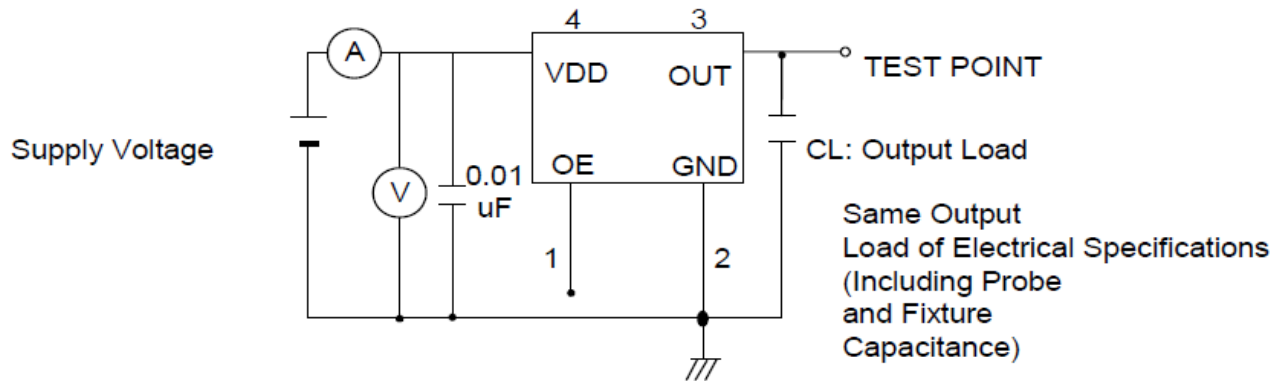 4
3
A
VDD
OUT
TEST POINT
Supply Voltage
CL: Output Load
OE
GND
V
0.01
uF
1
2
Same Output
Load of Electrical Specifications
(Including Probe
and Fixture
Capacitance)